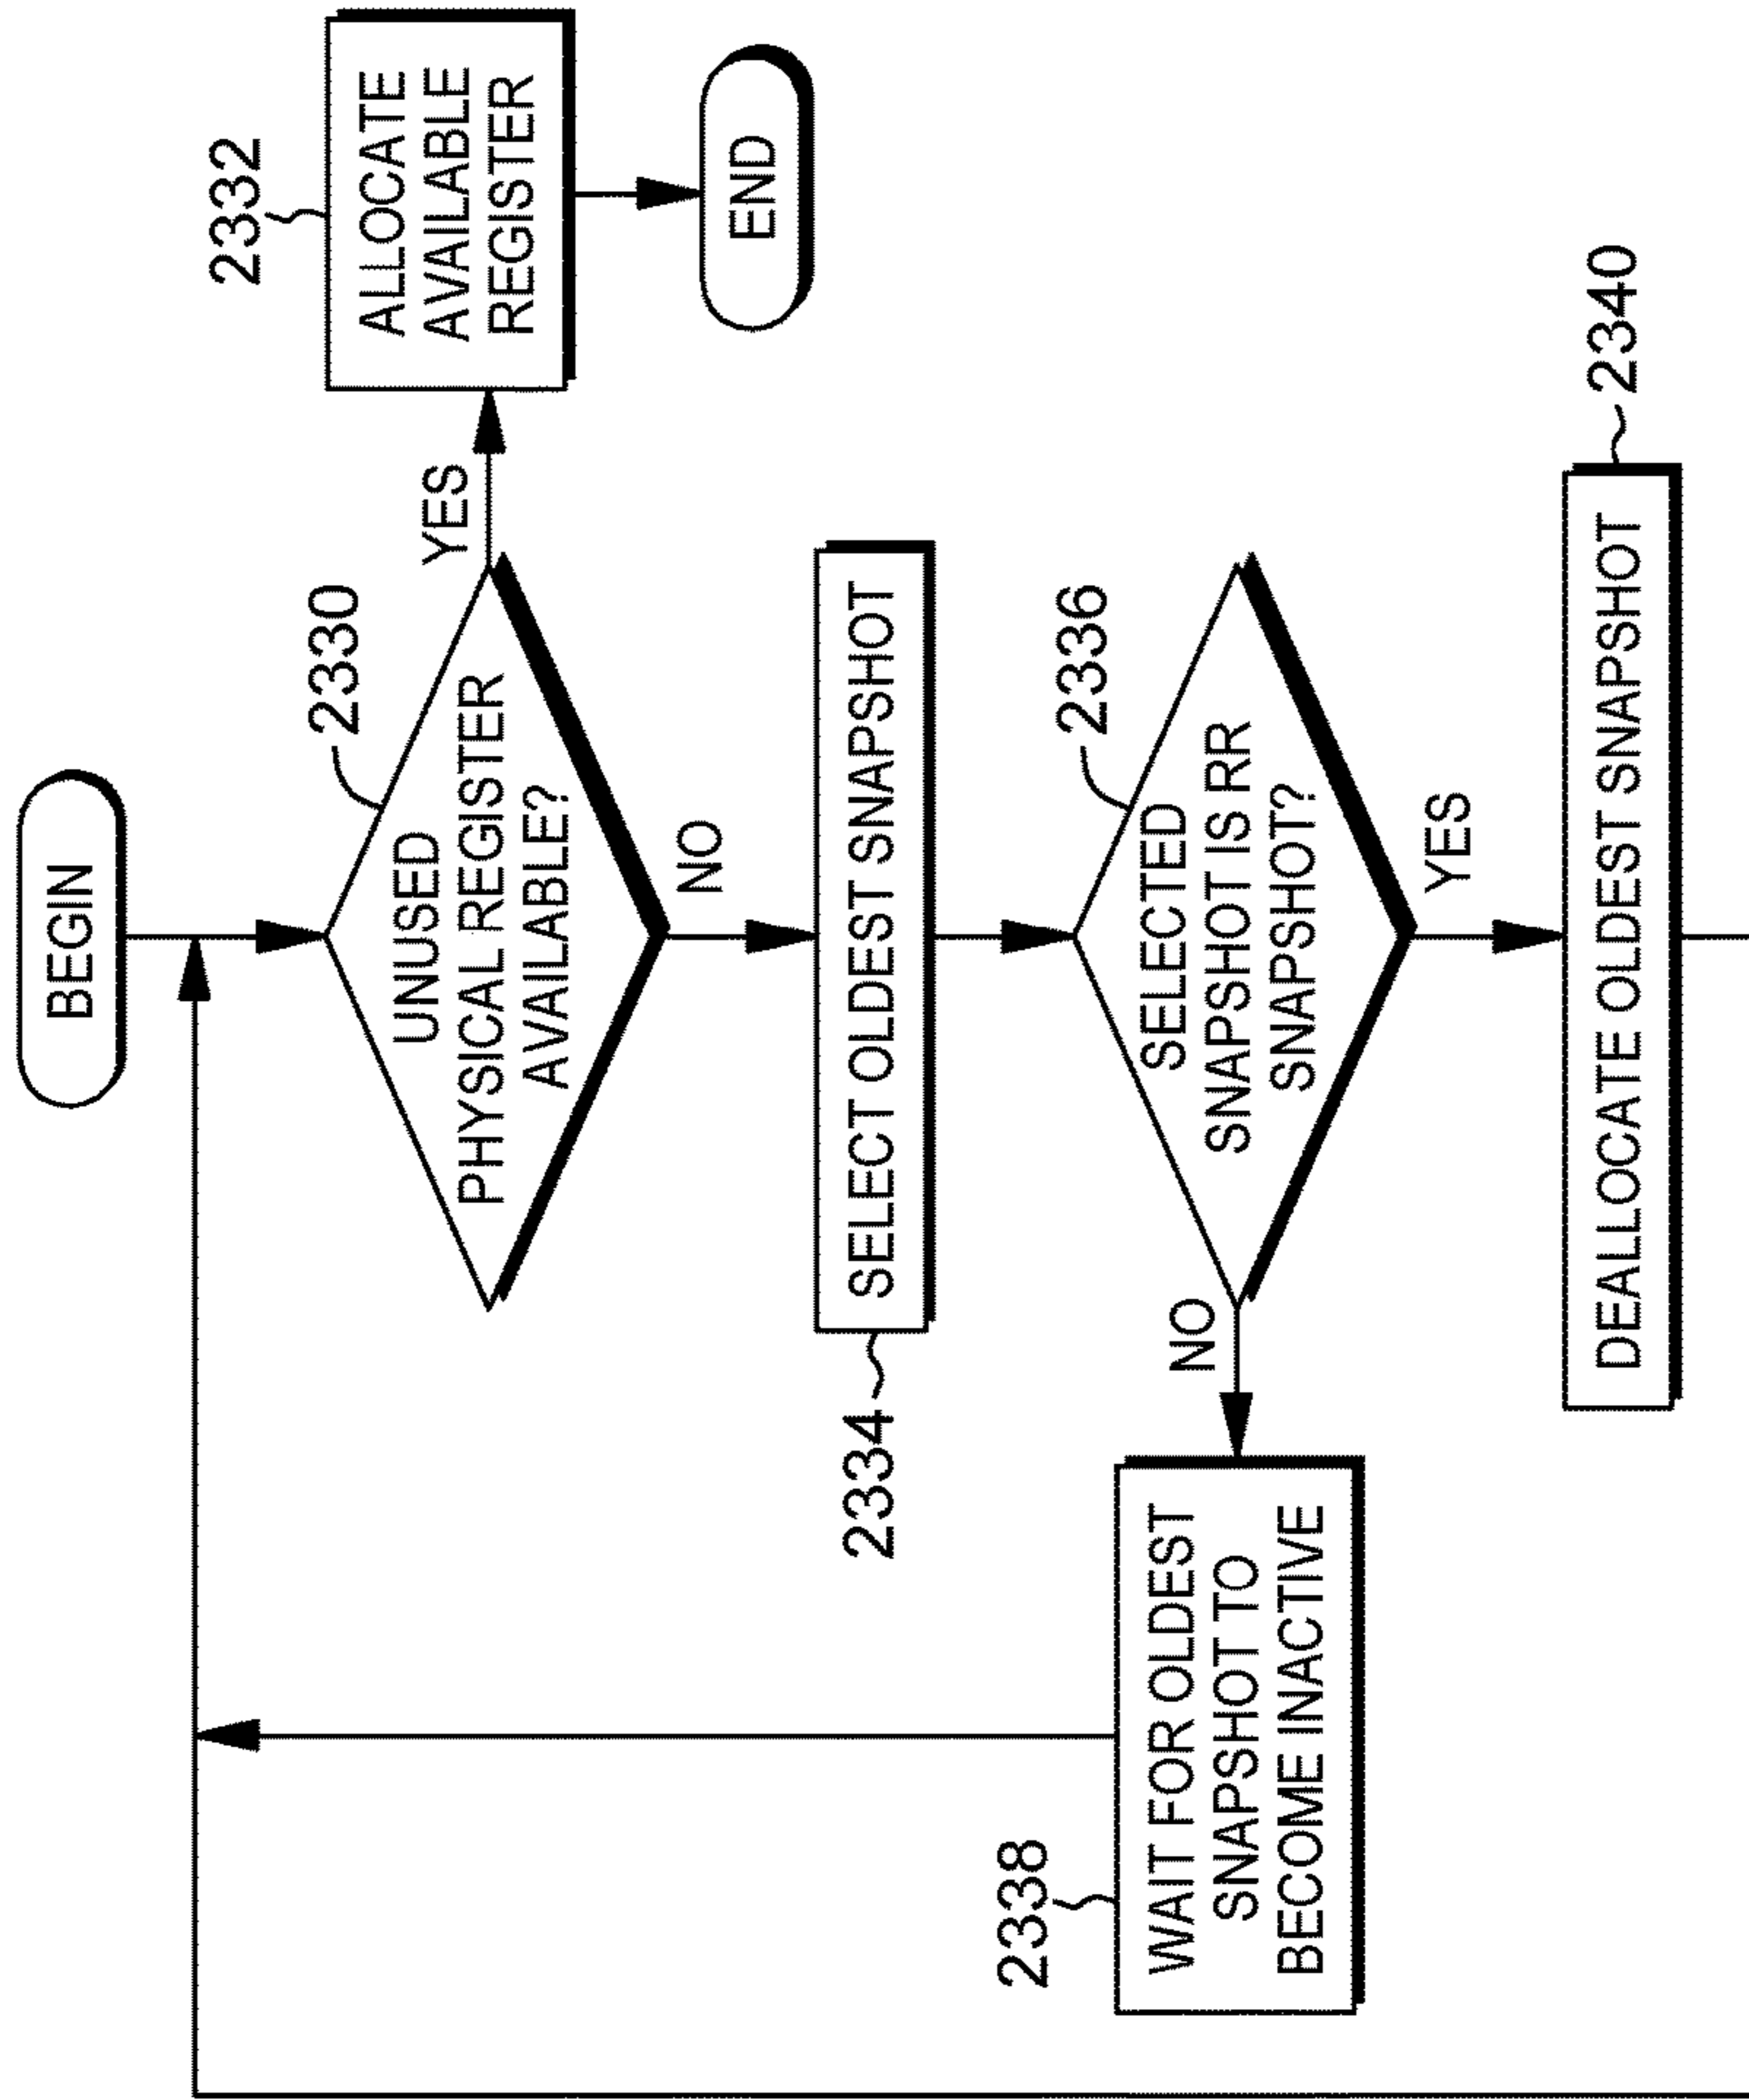 BEGIN
2330
UNUSED
PHYSICAL REGISTER
AVAILABLE?
YES
2332
ALLOCATE
AVAILABLE
REGISTER
END
NO
2334
SELECT OLDEST SNAPSHOT
2336
SELECTED
SNAPSHOT IS RR
SNAPSHOT?
NO
2338
WAIT FOR OLDEST
SNAPSHOT TO
BECOME INACTIVE
YES
2340
DEALLOCATE OLDEST SNAPSHOT